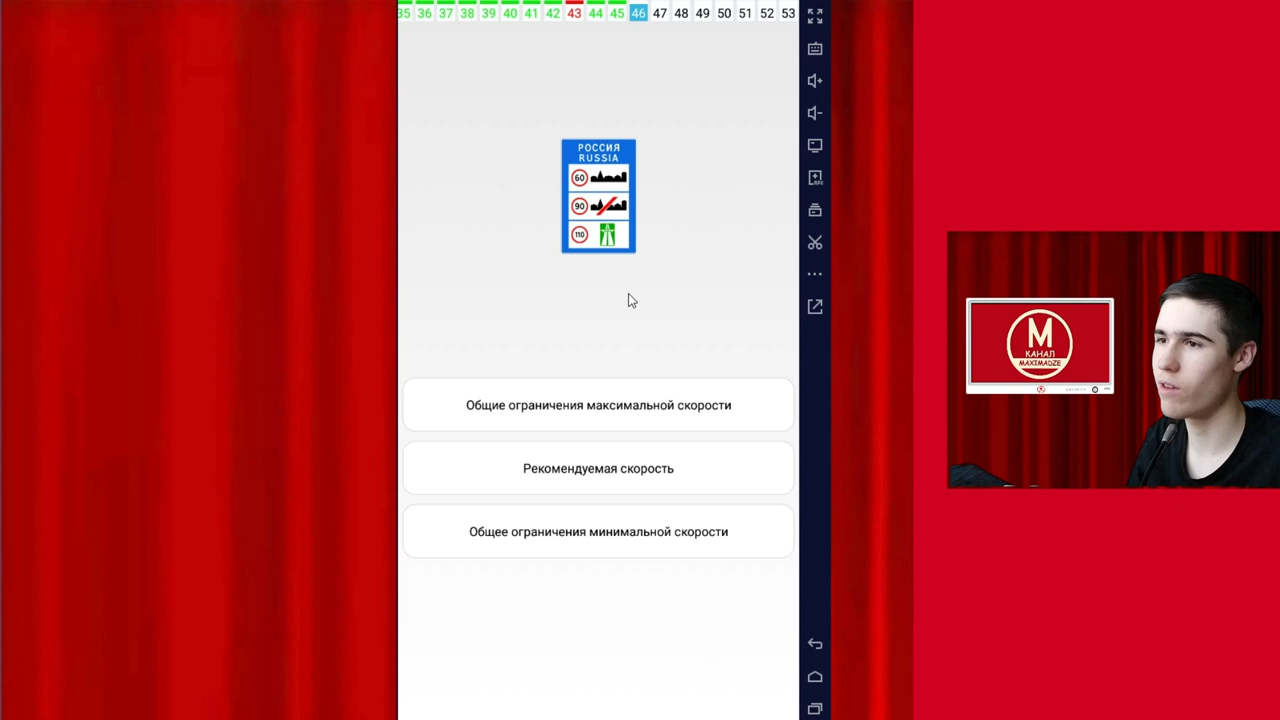 35 36 37 38 39 40 41 42 43 44 45 46 47 48 49 50 51 52 53
РОССИЯ
RUSSIA
60
90
110
Общие ограничения максимальной скорости
Рекомендуемая скорость
Общее ограничения минимальной скорости
М
КАНАЛ
MAXIMADZE